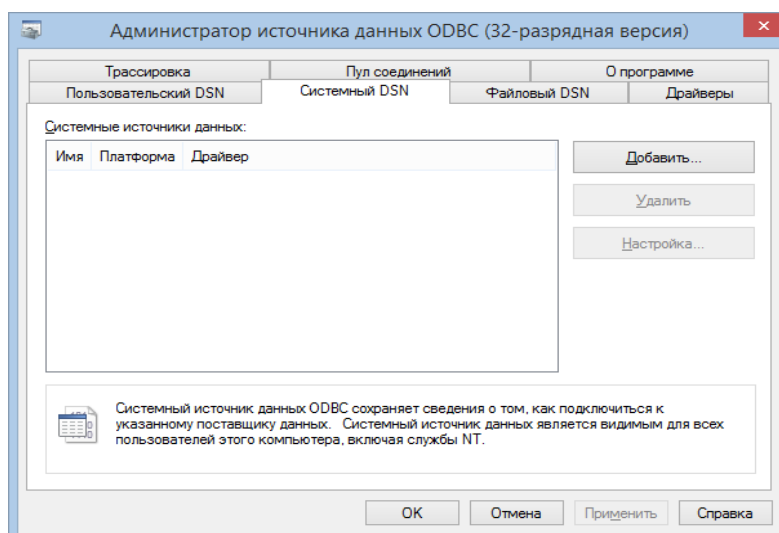 Администратор источника данных ODBC (32-разрядная версия)
Трассировка Пул соединений О программе
Пользовательский DSN Системный DSN Файловый DSN Драйверы
Системные источники данных:
Имя Платформа Драйвер
Добавить...
Удалить
Настройка...
Системный источник данных ODBC сохраняет сведения о том, как подключиться к
указанному поставщику данных. Системный источник данных является видимым для всех
пользователей этого компьютера, включая службы NT.
OK Отмена Применить Справка